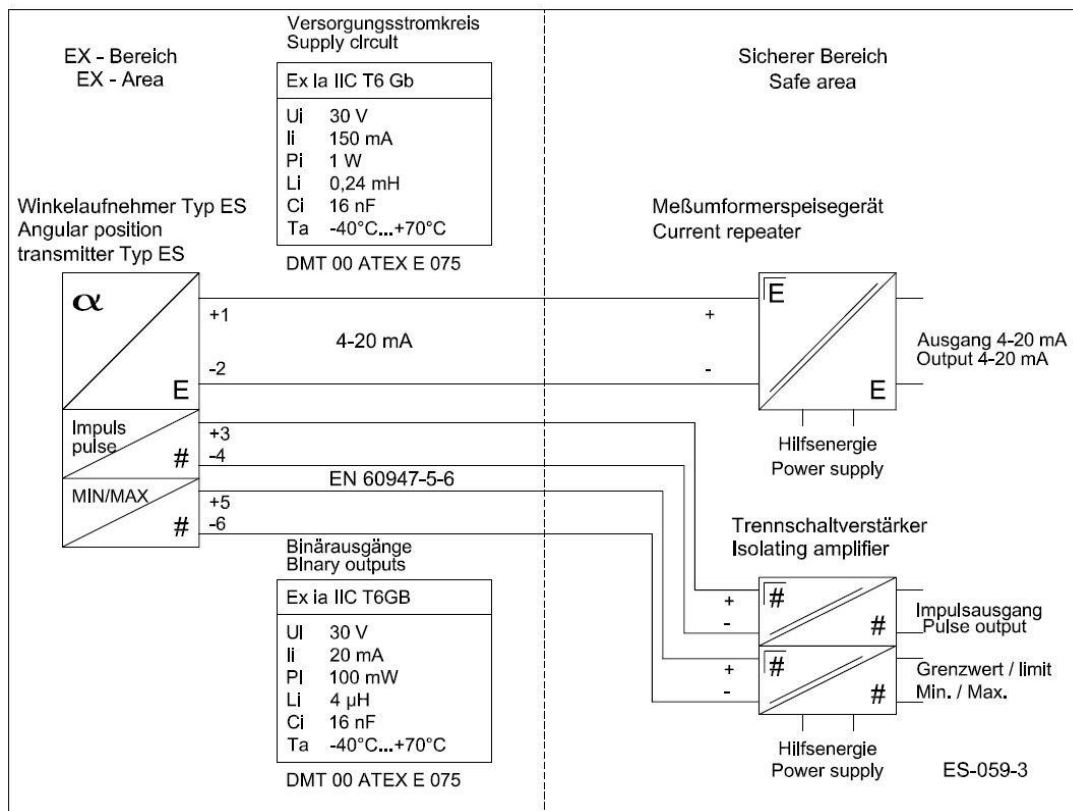 EX - Bereich
EX - Area
Versorgungsstromkreis
Supply cIrcuIt
Ex Ia IIC T6 Gb
Ui 30 V
Ii 150 mA
Pi 1 W
Li 0,24 mH
Ci 16 nF
Ta -40°C...+70°C
DMT 00 ATEX E 075
Sicherer Bereich
Safe area
Winkelaufnehmer Typ ES
Angular position
transmitter Typ ES
α
E
+1
-2
4-20 mA
Meßumformerspeisegerät
Current repeater
+
-
E
E
Ausgang 4-20 mA
Output 4-20 mA
Hilfsenergie
Power supply
Impuls
pulse
#
+3
-4
EN 60947-5-6
MIN/MAX
#
+5
-6
Binärausgänge
BInary outputs
Ex ia IIC T6GB
UI 30 V
Ii 20 mA
PI 100 mW
Li 4 µH
Ci 16 nF
Ta -40°C...+70°C
DMT 00 ATEX E 075
Trennschaltverstärker
Isolating amplifier
+
-
#
#
Impulsausgang
Pulse output
+
-
#
#
Grenzwert / limit
Min. / Max.
Hilfsenergie
Power supply
ES-059-3